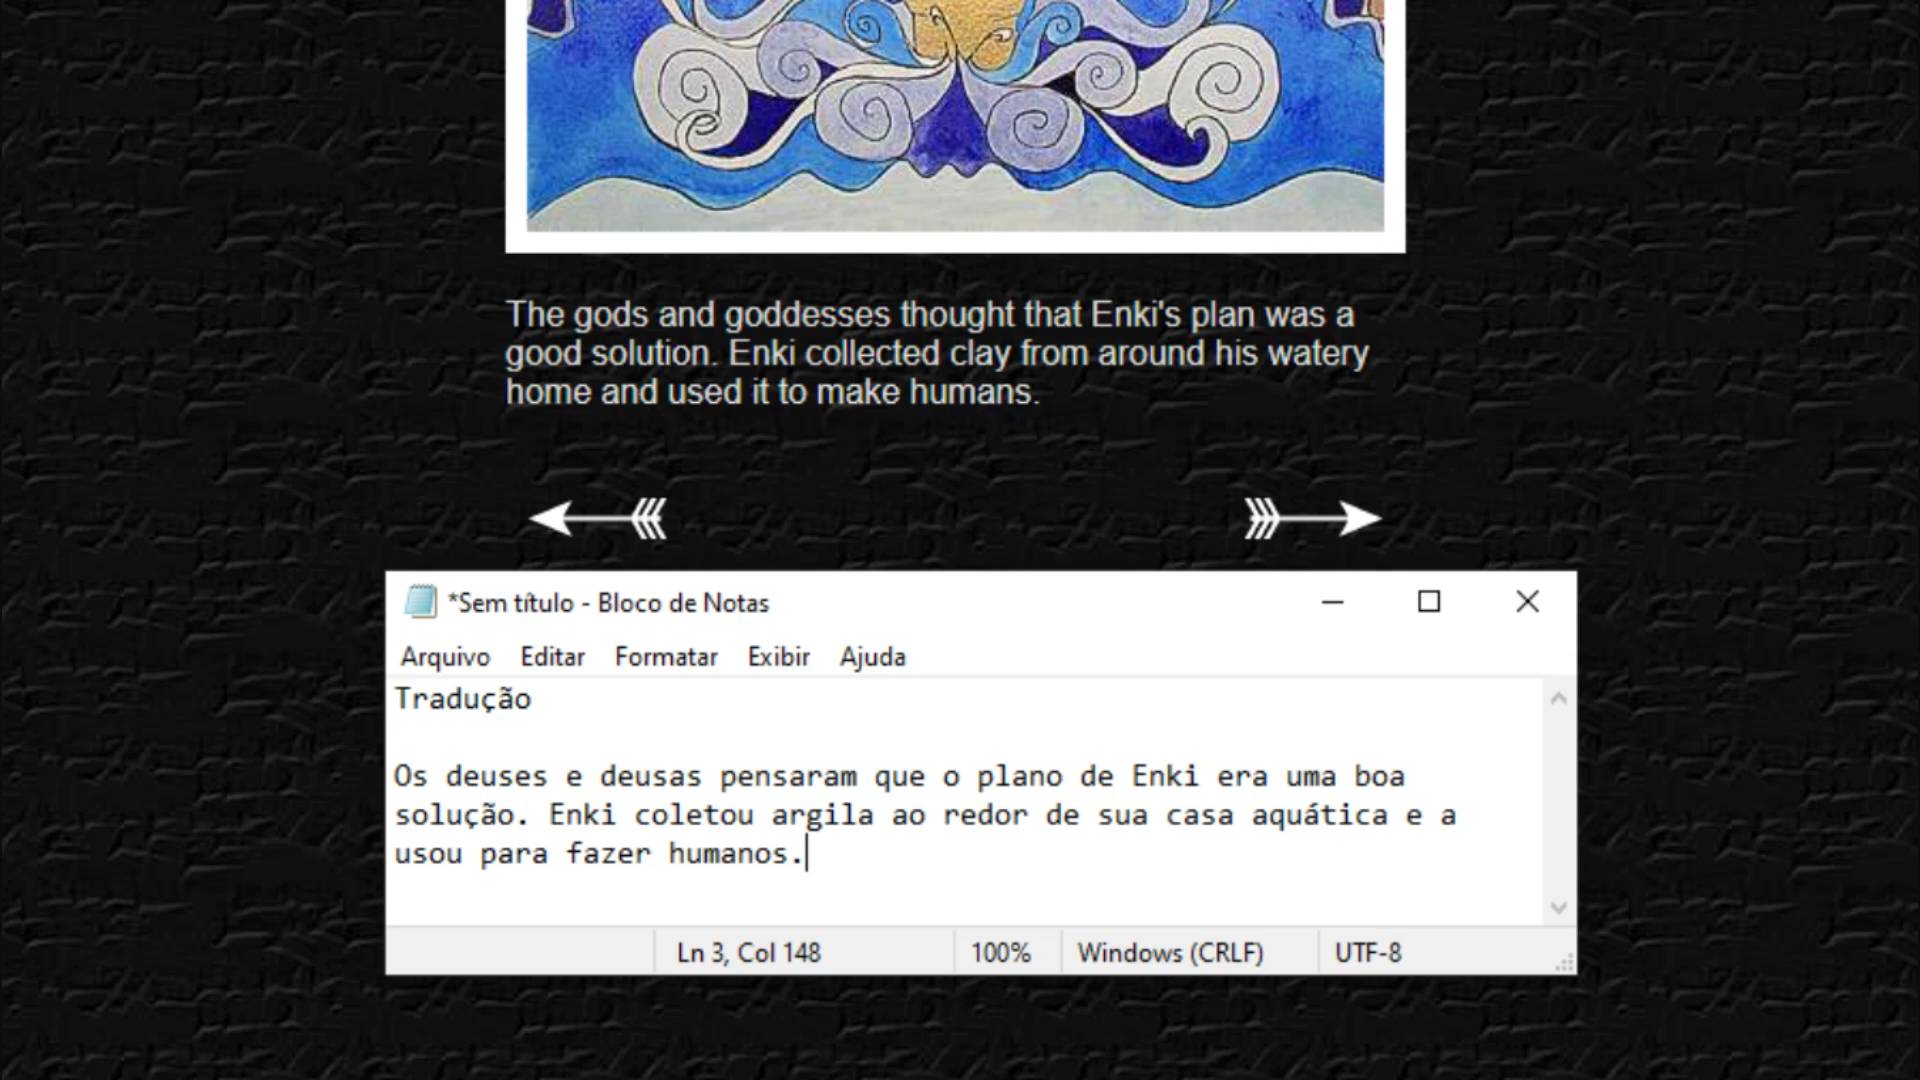 The gods and goddesses thought that Enki's plan was a
good solution. Enki collected clay from around his watery
home and used it to make humans.
*Sem título - Bloco de Notas
Arquivo Editar Formatar Exibir Ajuda
Tradução
Os deuses e deusas pensaram que o plano de Enki era uma boa
solução. Enki coletou argila ao redor de sua casa aquática e a
usou para fazer humanos.
Ln 3, Col 148 100% Windows (CRLF) UTF-8